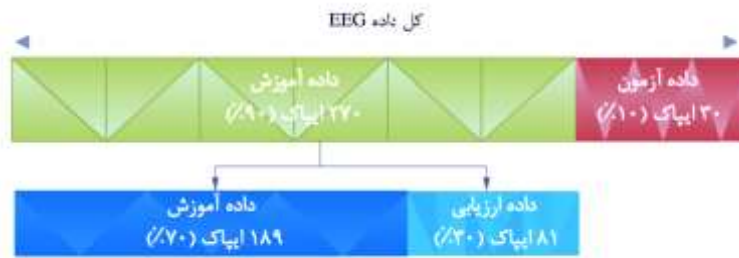 کل داده EEG
داده آزمون
۳۰ ایپاک (۱۰٪)
داده آموزش
۲۷۰ ایپاک (۹۰٪)
داده ارزیابی
۸۱ ایپاک (۳۰٪)
داده آموزش
۱۸۹ ایپاک (۷۰٪)